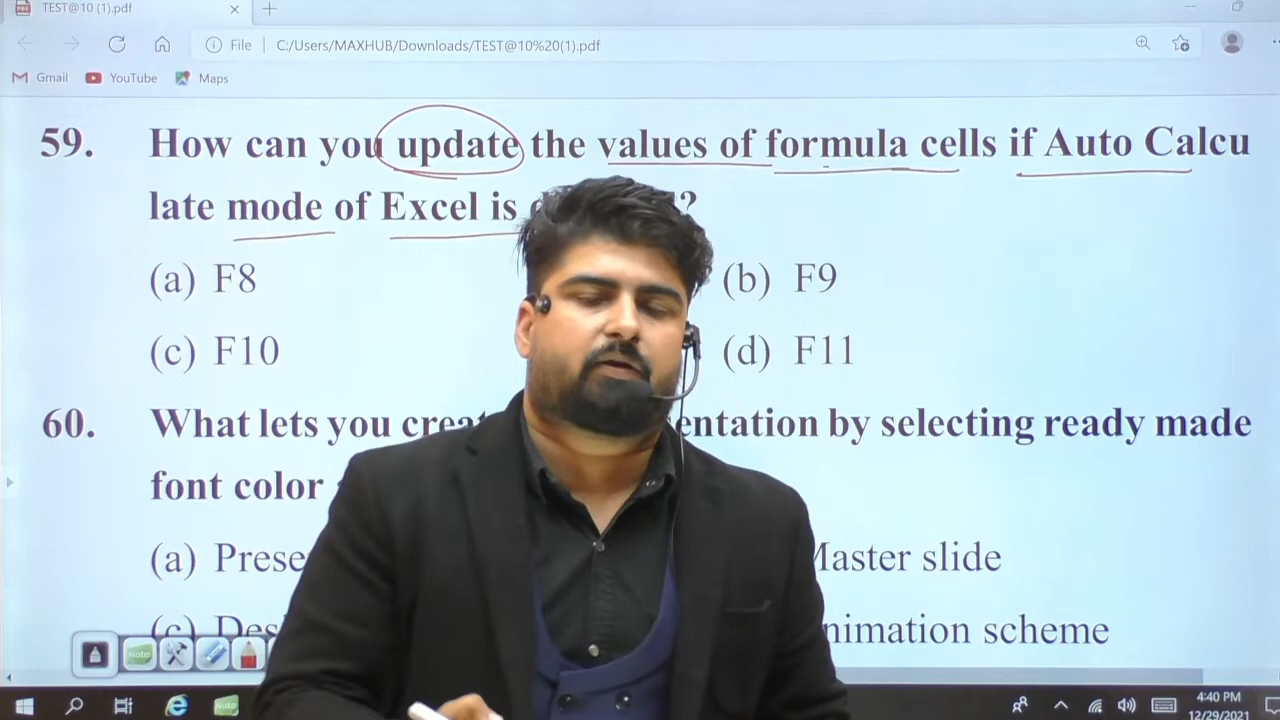 TEST@10 (1).pdf
File C:/Users/MAXHUB/Downloads/TEST@10%20(1).pdf
Gmail YouTube Maps
59. How can you update the values of formula cells if Auto Calcu
late mode of Excel is ?
(a) F8 (b) F9
(c) F10 (d) F11
60. What lets you entation by selecting ready made
font color
(a) Master slide
(c) nimation scheme
Note
4:40 PM
12/29/2021